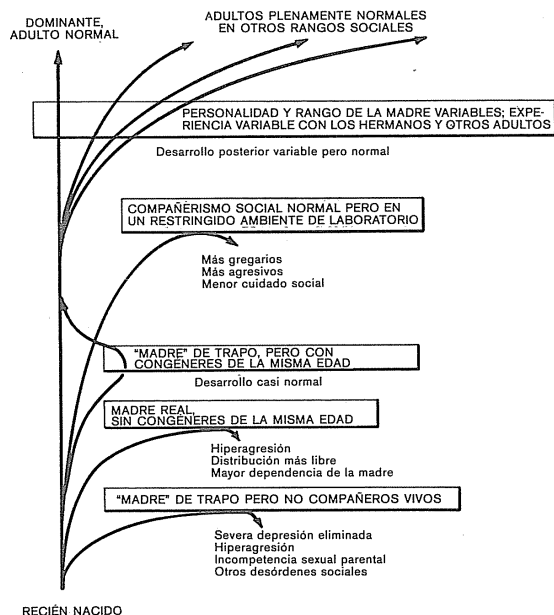 DOMINANTE,
ADULTO NORMAL
ADULTOS PLENAMENTE NORMALES
EN OTROS RANGOS SOCIALES
PERSONALIDAD Y RANGO DE LA MADRE VARIABLES; EXPE-
RIENCIA VARIABLE CON LOS HERMANOS Y OTROS ADULTOS
Desarrollo posterior variable pero normal
COMPAÑERISMO SOCIAL NORMAL PERO EN
UN RESTRINGIDO AMBIENTE DE LABORATORIO
Más gregarios
Más agresivos
Menor cuidado social
"MADRE" DE TRAPO, PERO CON
CONGÉNERES DE LA MISMA EDAD
Desarrollo casi normal
MADRE REAL,
SIN CONGÉNERES DE LA MISMA EDAD
Hiperagresión
Distribución más libre
Mayor dependencia de la madre
"MADRE" DE TRAPO PERO NO COMPAÑEROS VIVOS
Severa depresión eliminada
Hiperagresión
Incompetencia sexual parental
Otros desórdenes sociales
RECIÉN NACIDO